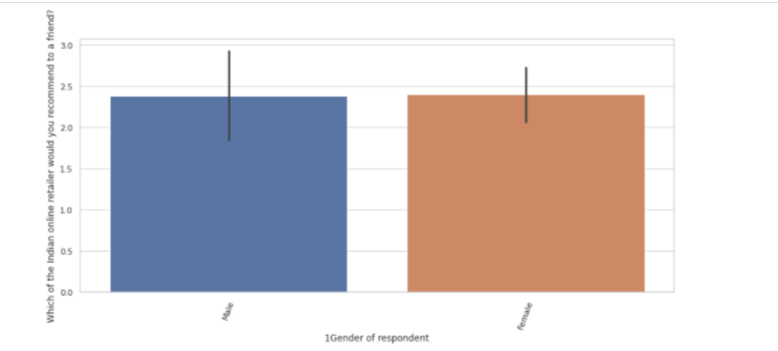 Which of the Indian online retailer would you recommend to a friend?
3.0
2.5
2.0
1.5
1.0
0.5
0.0
Male
Female
1Gender of respondent